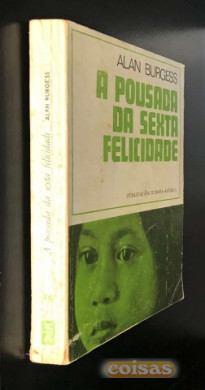 ALAN BURGESS
A POUSADA
DA SEXTA
FELICIDADE
ALAN BURGESS
A pousada da sexta felicidade
coisas